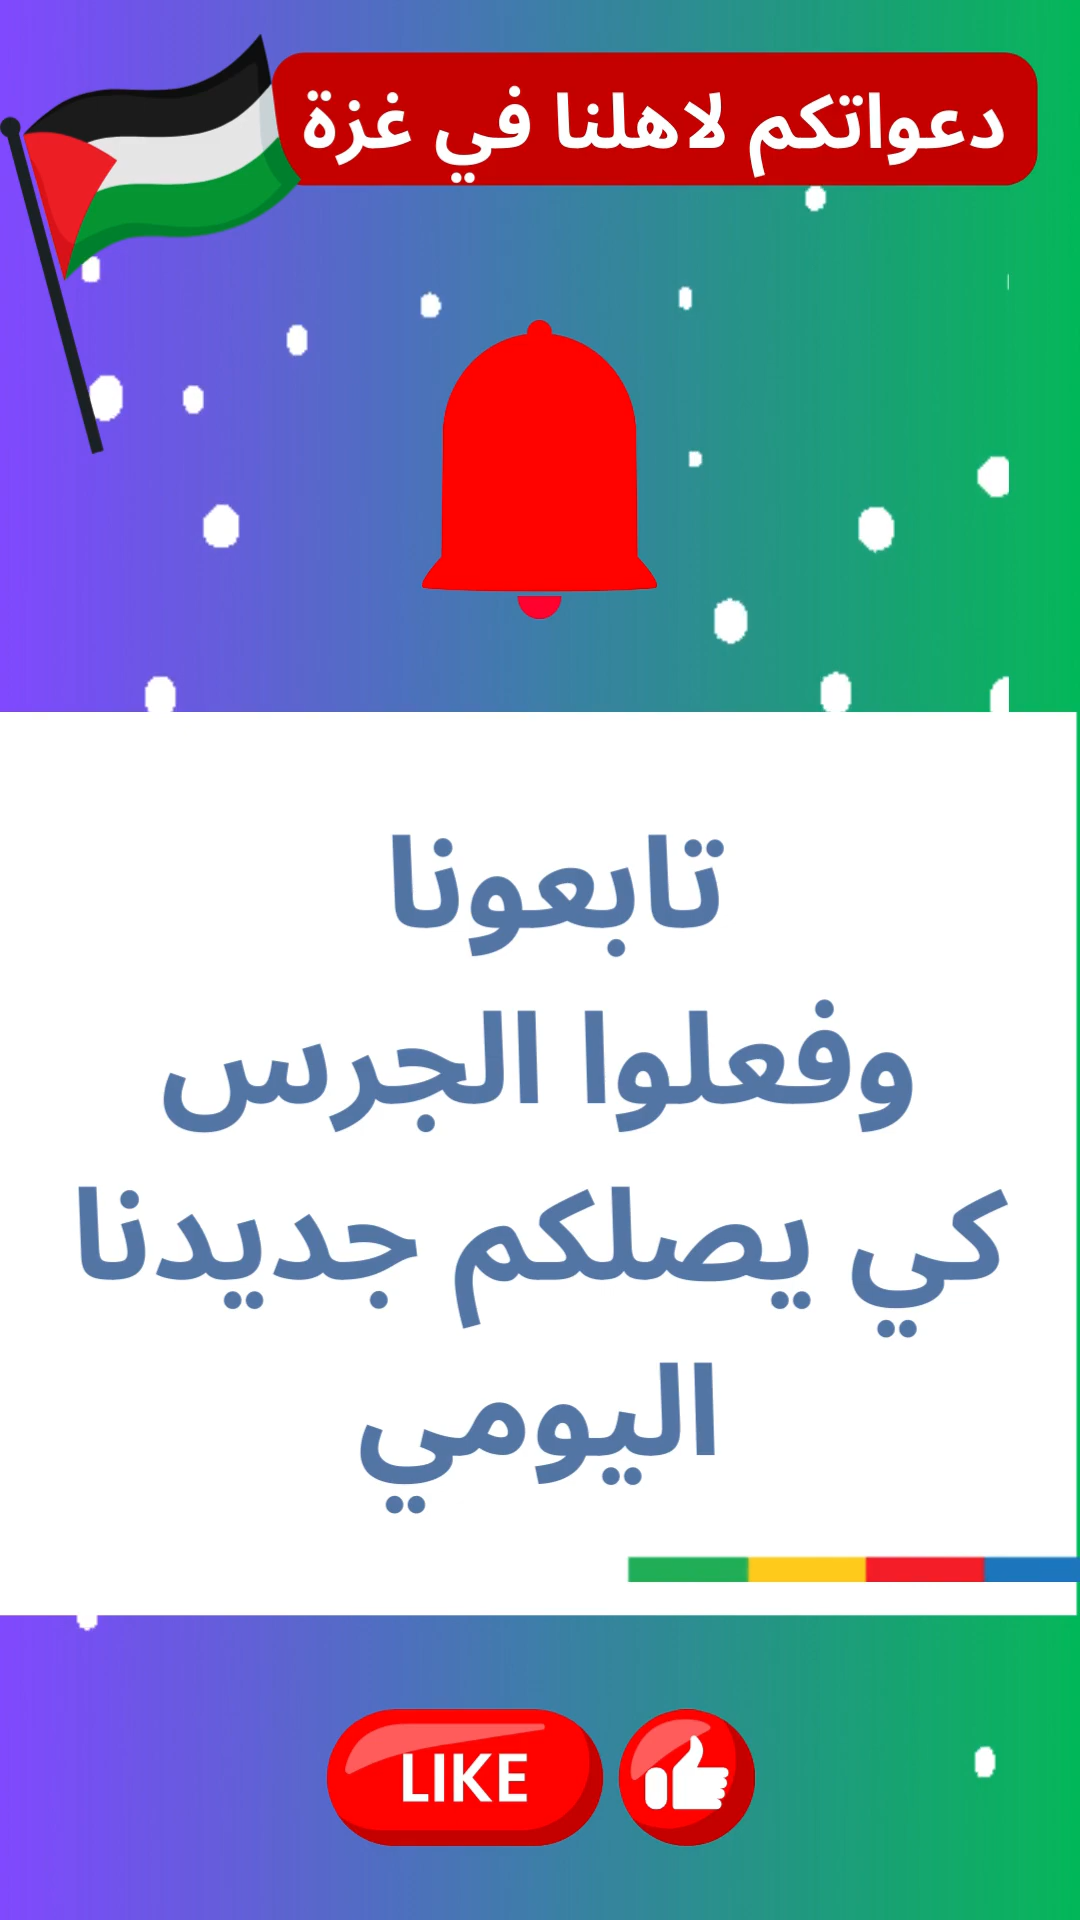 دعواتكم لاهلنا في غزة
تابعونا
وفعلوا الجرس
كي يصلكم جديدنا
اليومي
LIKE